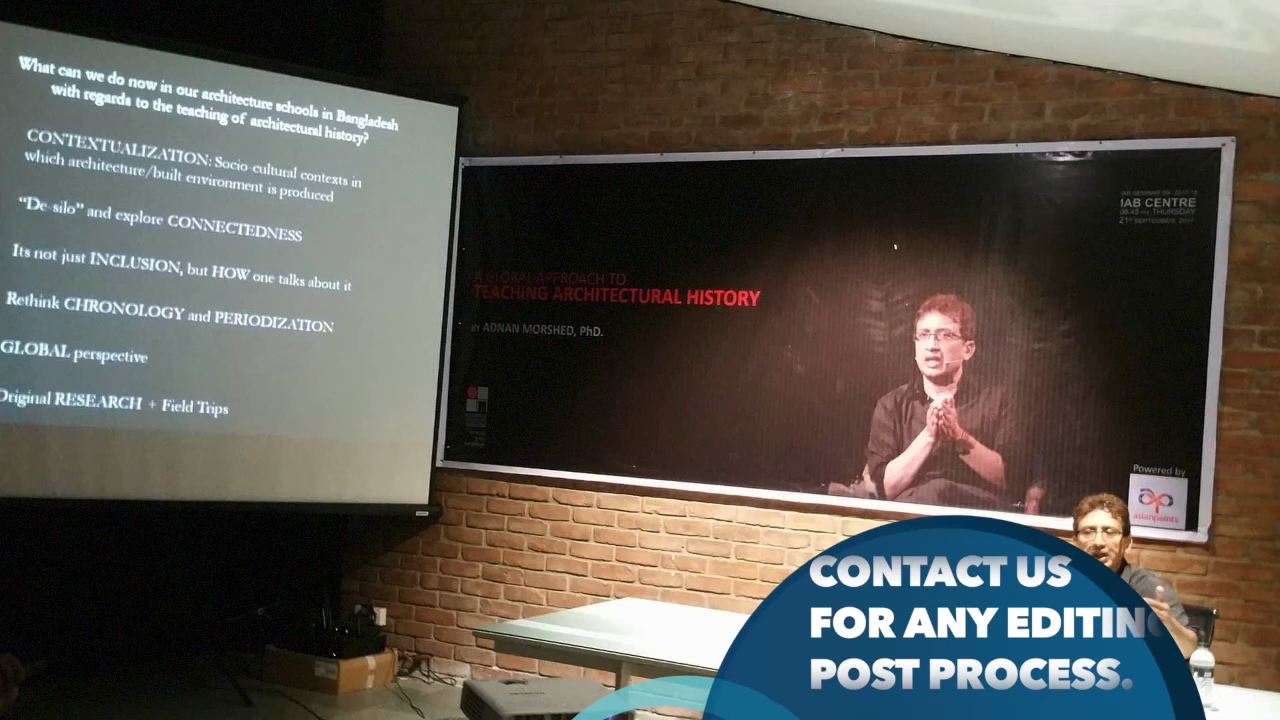 What can we do now in our architecture schools in Bangladesh
with regards to the teaching of architectural history?
CONTEXTUALIZATION: Socio-cultural contexts in
which architecture/built environment is produced
"De-silo" and explore CONNECTEDNESS
Its not just INCLUSION, but HOW one talks about it
Rethink CHRONOLOGY and PERIODIZATION
GLOBAL perspective
Original RESEARCH + Field Trips
IAB CENTRE
THURSDAY
21ST SEPTEMBER, 2017
A GLOBAL APPROACH TO
TEACHING ARCHITECTURAL HISTORY
BY ADNAN MORSHED, PhD.
Powered by
ap
asianpaints
CONTACT US
FOR ANY EDITING
POST PROCESS.